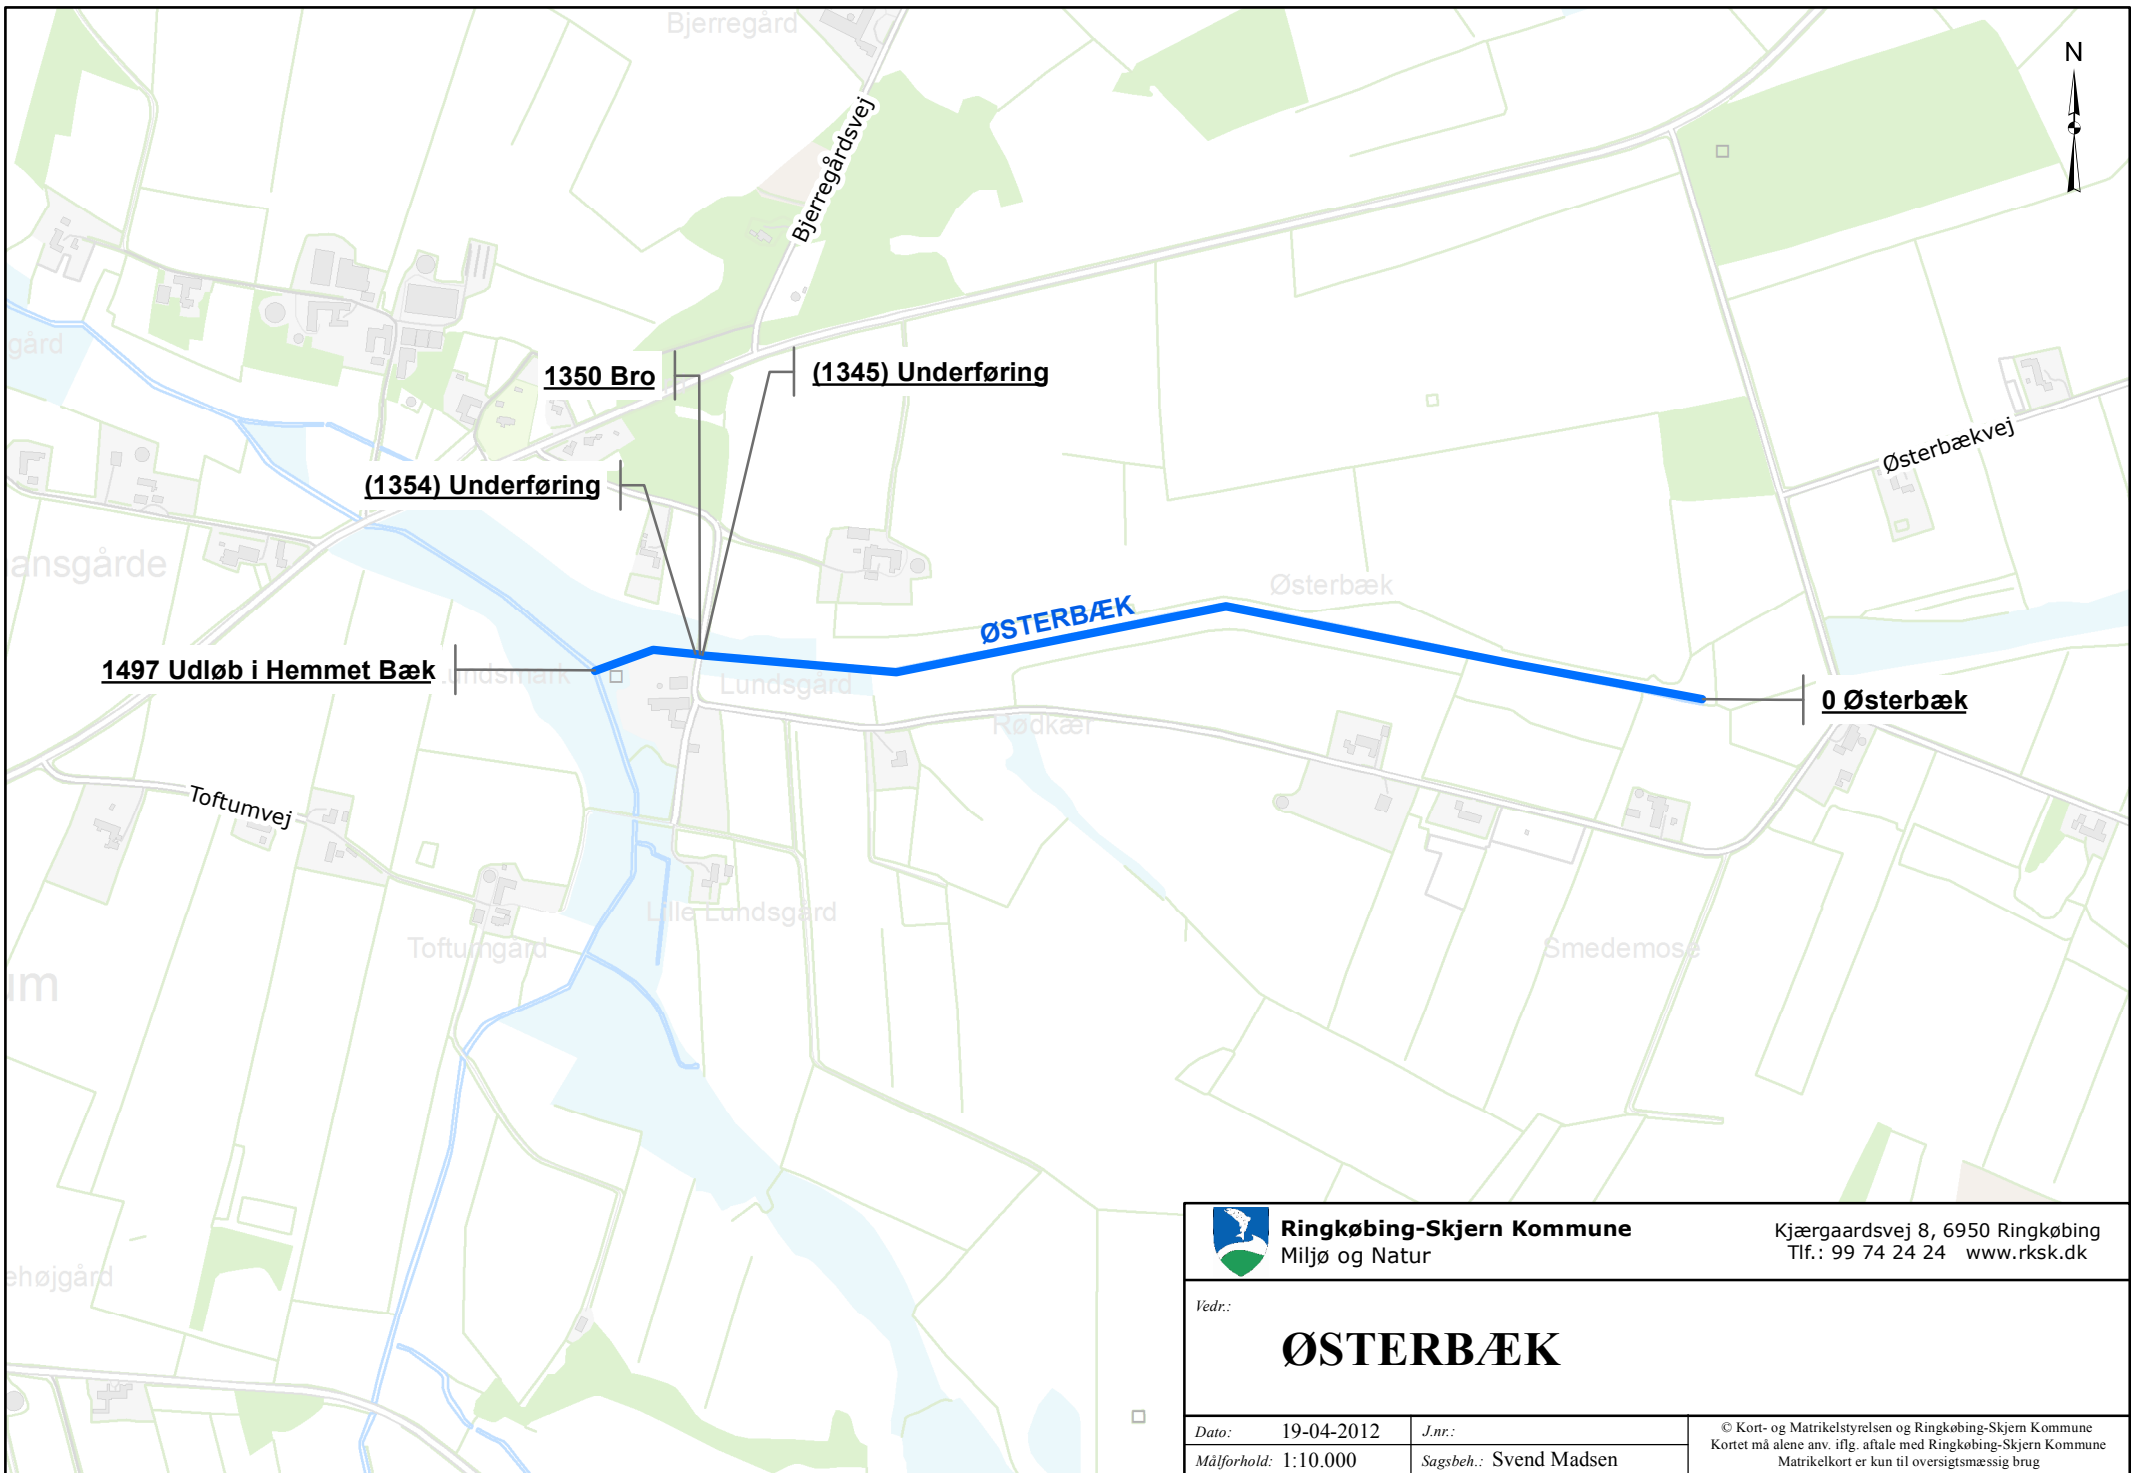 Bjerregård
N
Bjerregårdsvej
gård
1350 Bro
(1345) Underføring
Østerbækvej
(1354) Underføring
ansgårde
Østerbæk
ØSTERBÆK
1497 Udløb i Hemmet Bæk
Lundsgård
0 Østerbæk
Rødkær
Toftumvej
Lille Lundsgård
Toftumgård
Smedemose
um
ehøjgård
Ringkøbing-Skjern Kommune
Miljø og Natur
Kjærgaardsvej 8, 6950 Ringkøbing
Tlf.: 99 74 24 24 www.rksk.dk
Vedr.:
ØSTERBÆK
Dato: 19-04-2012
J.nr.:
Målforhold: 1:10.000
Sagsbeh.: Svend Madsen
© Kort- og Matrikelstyrelsen og Ringkøbing-Skjern Kommune
Kortet må alene anv. iflg. aftale med Ringkøbing-Skjern Kommune
Matrikelkort er kun til oversigtsmæssig brug